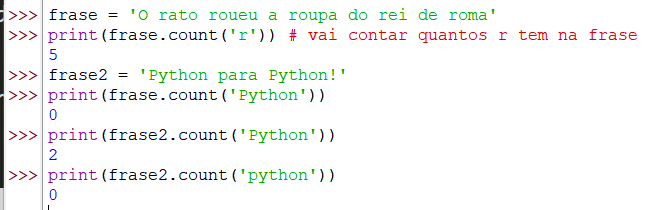 >>> frase = 'O rato roueu a roupa do rei de roma'
>>> print(frase.count('r')) # vai contar quantos r tem na frase
5
>>> frase2 = 'Python para Python!'
>>> print(frase.count('Python'))
0
>>> print(frase2.count('Python'))
2
>>> print(frase2.count('python'))
0